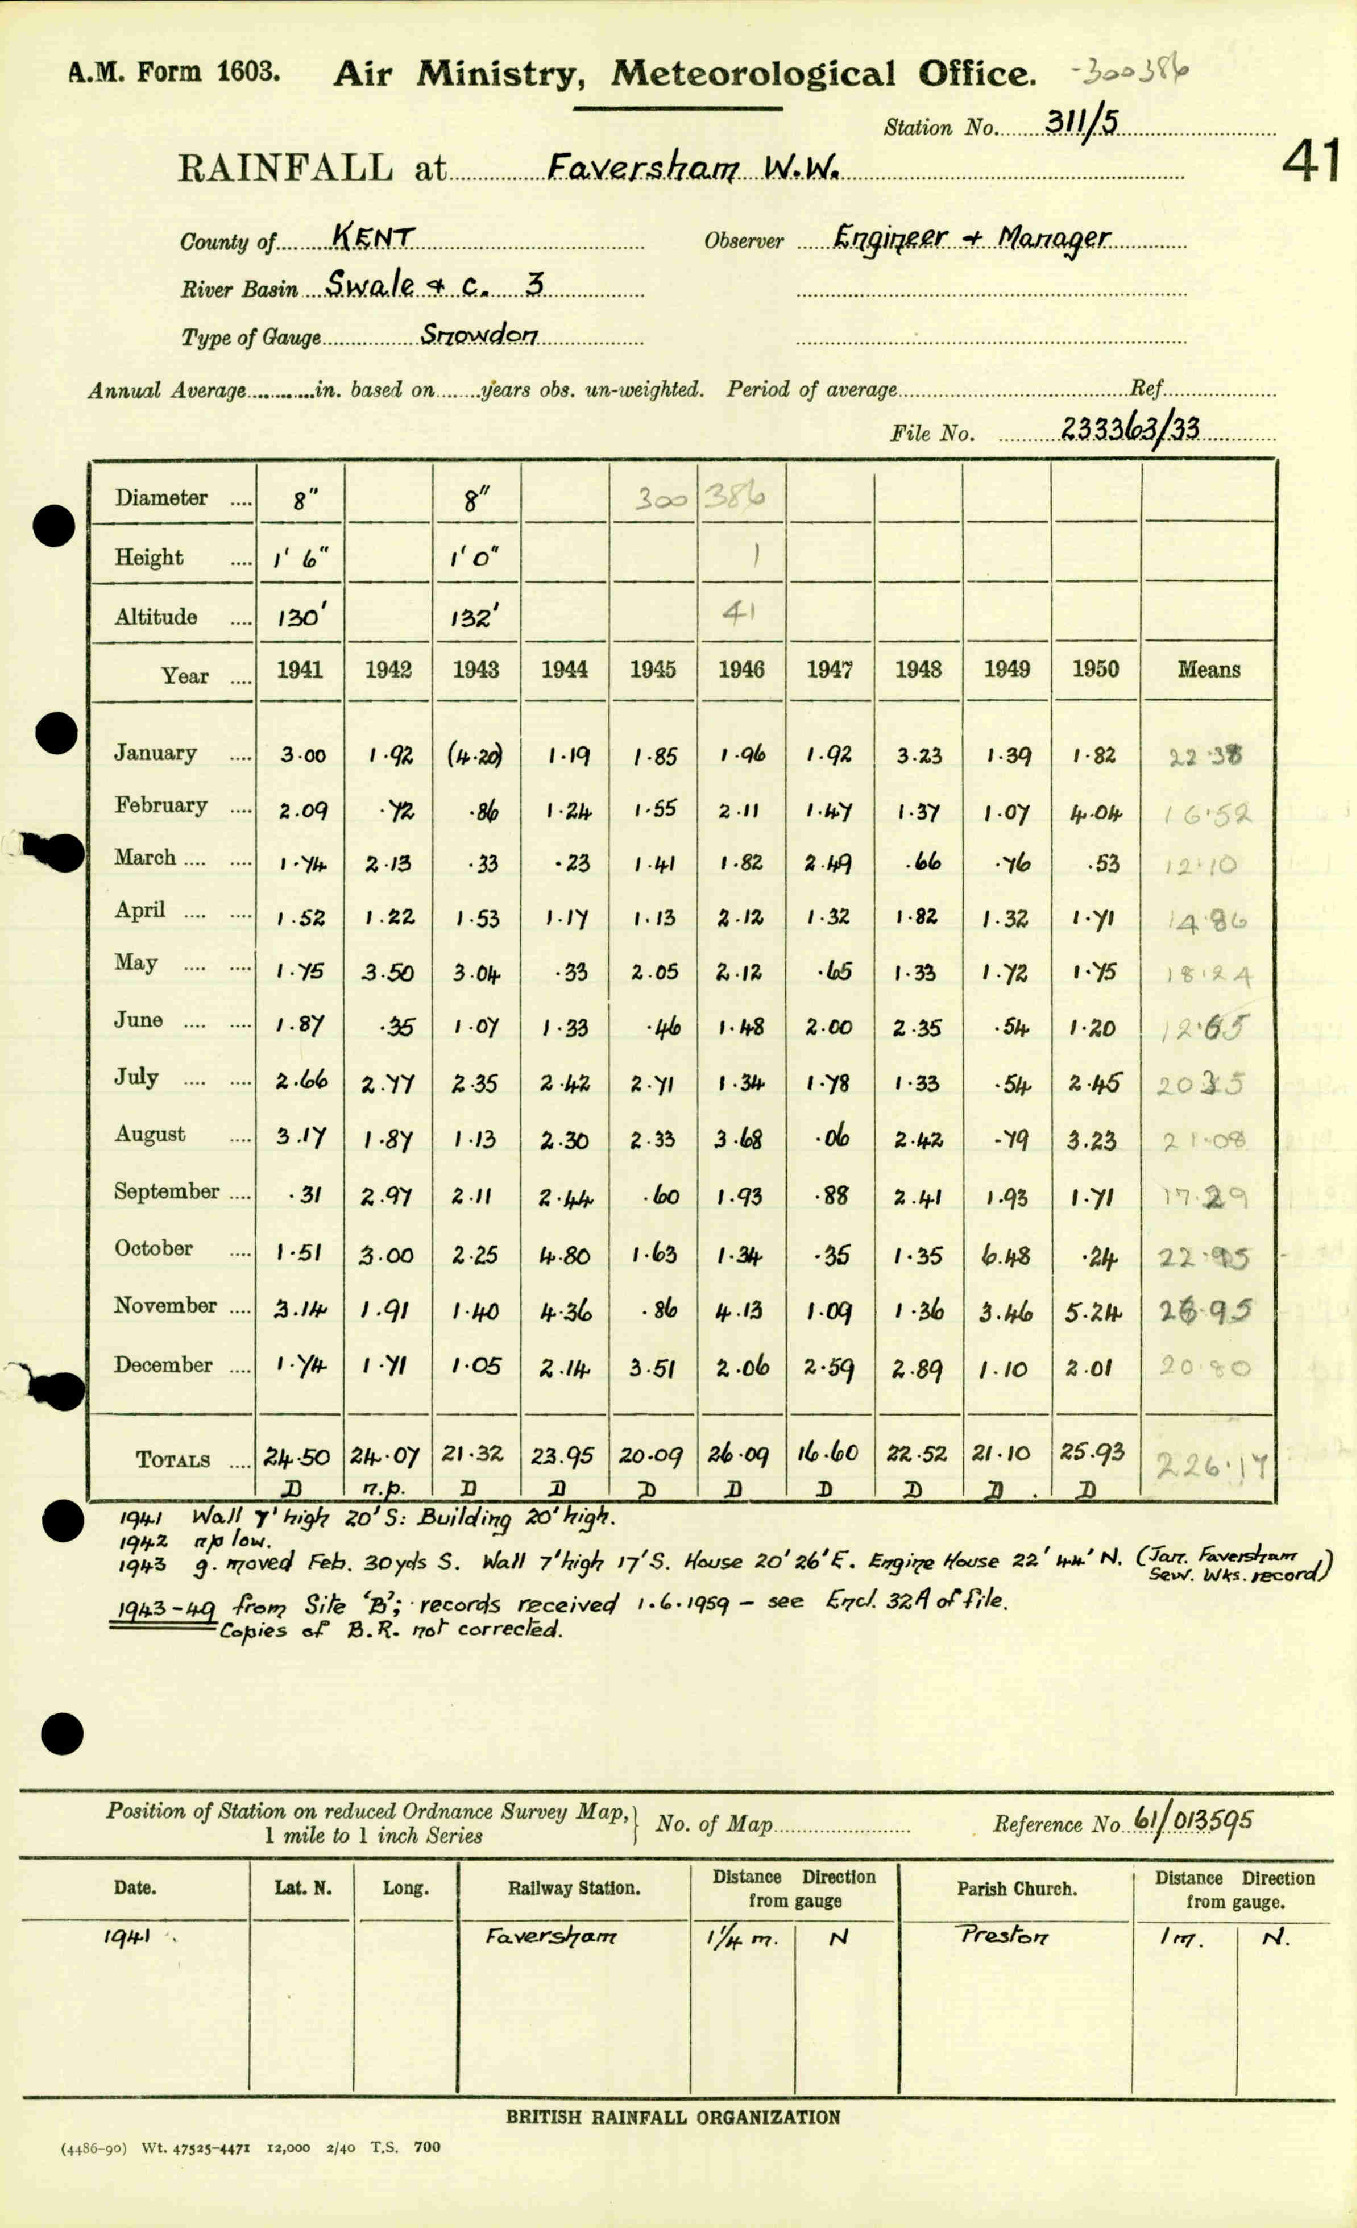 A.M. Form 1603. Air Ministry, Meteorological Office. -300386
Station No. 311/5
41
RAINFALL at Faversham W.W.
County of KENT Observer Engineer + Manager
River Basin Swale & c. 3
Type of Gauge Snowdon
Annual Average in. based on years obs. un-weighted. Period of average Ref
File No. 233363/33
Diameter .... 8" 8" 300 386
Height .... 1' 6" 1' 0" 1
Altitude .... 130' 132' 41
Year .... 1941 1942 1943 1944 1945 1946 1947 1948 1949 1950 Means
January .... 3.00 1.92 (4.20) 1.19 1.85 1.96 1.92 3.23 1.39 1.82 22.38
February .... 2.09 .72 .86 1.24 1.55 2.11 1.47 1.37 1.07 4.04 16.52
March .... .... 1.74 2.13 .33 .23 1.41 1.82 2.49 .66 .76 .53 12.10
April .... .... 1.52 1.22 1.53 1.17 1.13 2.12 1.32 1.82 1.32 1.71 14.86
May .... .... 1.75 3.50 3.04 .33 2.05 2.12 .65 1.33 1.72 1.75 18.24
June .... .... 1.87 .35 1.07 1.33 .46 1.48 2.00 2.35 .54 1.20 12.65
July .... .... 2.66 2.77 2.35 2.42 2.71 1.34 1.78 1.33 .54 2.45
August .... 3.17 1.87 1.13 2.30 2.33 3.68 .06 2.42 .79 3.23 21.08
September .... .31 2.97 2.11 2.44 .60 1.93 .88 2.41 1.93 1.71 17.29
October .... 1.51 3.00 2.25 4.80 1.63 1.34 .35 1.35 6.48 .24 22.95
November .... 3.14 1.91 1.40 4.36 .86 4.13 1.09 1.36 3.46 5.24 26.95
December .... 1.74 1.71 1.05 2.14 3.51 2.06 2.59 2.89 1.10 2.01 20.80
TOTALS .... 24.50 24.07 21.32 23.95 20.09 26.09 16.60 22.52 21.10 25.93 226.17
D n.p. D D D D D D D D
1941 Wall 7' high 20' S: Building 20' high.
1942 n/p low.
1943 g. moved Feb. 30yds S. Wall 7' high 17' S. House 20' 26' E. Engine House 22' 44' N. (Jan. Faversham
Sew. Wks. record)
1943-49 from Site 'B'; records received 1.6.1959 - see Encl. 32A of file.
Copies of B.R. not corrected.
Position of Station on reduced Ordnance Survey Map, } No. of Map Reference No 61/013595
1 mile to 1 inch Series
Date. Lat. N. Long. Railway Station. Distance Direction from gauge Parish Church. Distance Direction from gauge.
1941 Faversham 1¼ m. N Preston 1 m. N.
BRITISH RAINFALL ORGANIZATION
(4486-90) Wt. 47525-4471 12,000 2/40 T.S. 700